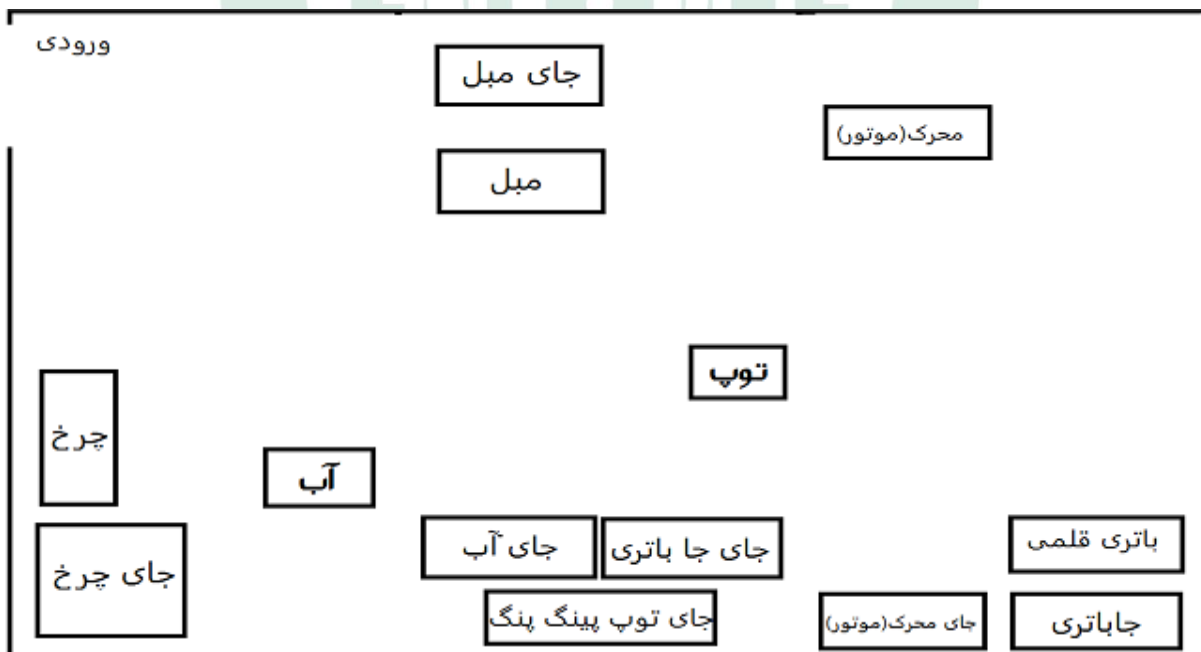 ورودی
جای مبل
محرک(موتور)
مبل
توپ
چرخ
آب
جای آب
جای جا باتری
باتری قلمی
جای چرخ
جای توپ پینگ پنگ
جای محرک(موتور)
جاباتری